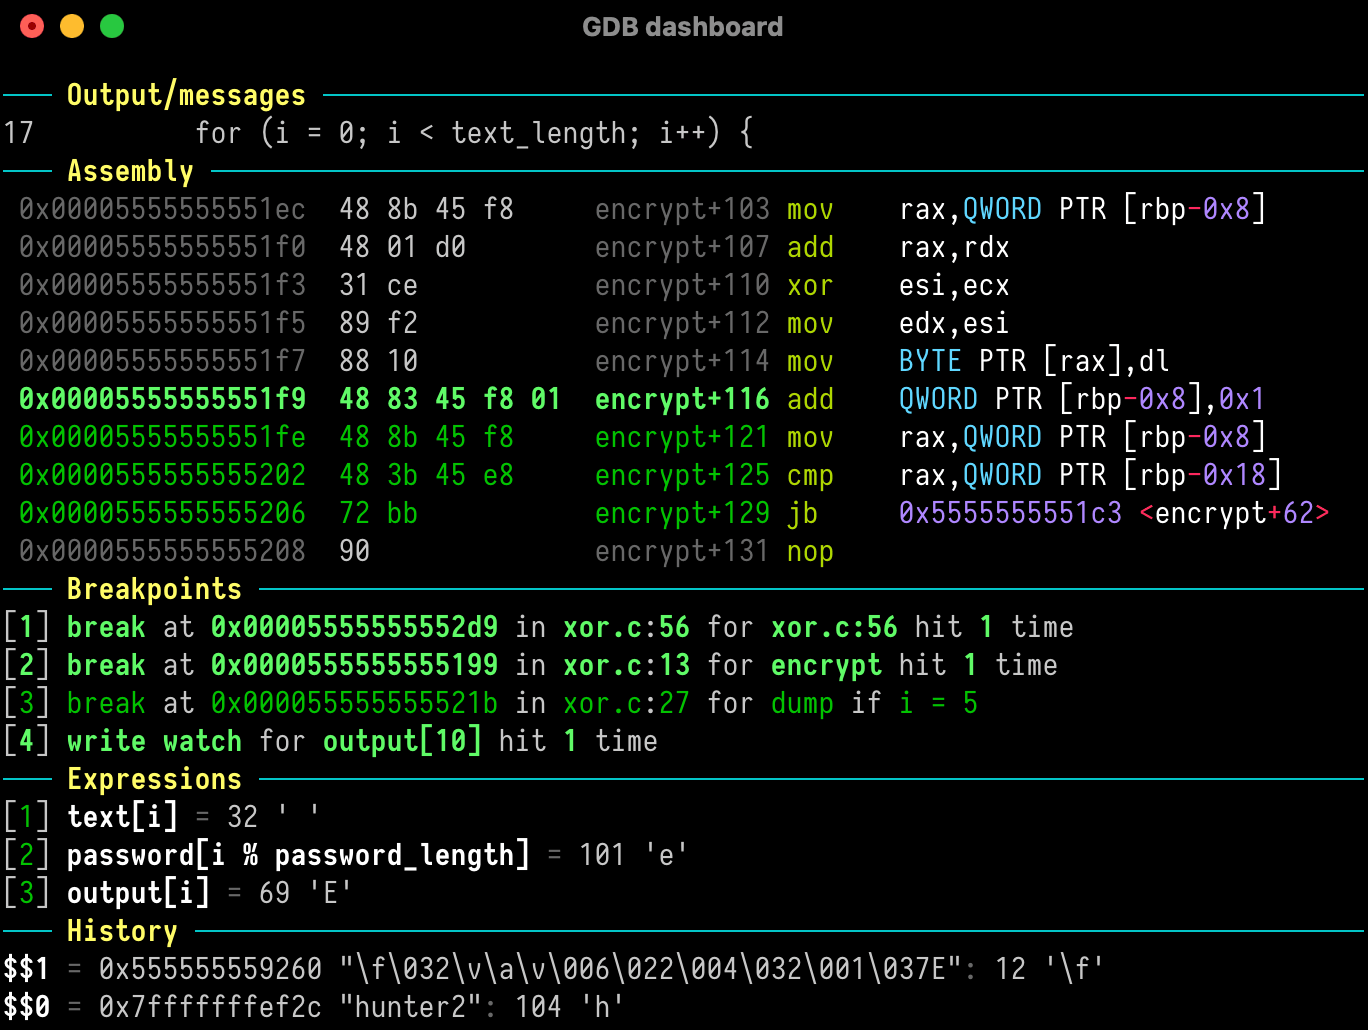 GDB dashboard
Output/messages
17          for (i = 0; i < text_length; i++) {
Assembly
0x00005555555551ec  48 8b 45 f8     encrypt+103 mov    rax,QWORD PTR [rbp-0x8]
0x00005555555551f0  48 01 d0        encrypt+107 add    rax,rdx
0x00005555555551f3  31 ce           encrypt+110 xor    esi,ecx
0x00005555555551f5  89 f2           encrypt+112 mov    edx,esi
0x00005555555551f7  88 10           encrypt+114 mov    BYTE PTR [rax],dl
0x00005555555551f9  48 83 45 f8 01  encrypt+116 add    QWORD PTR [rbp-0x8],0x1
0x00005555555551fe  48 8b 45 f8     encrypt+121 mov    rax,QWORD PTR [rbp-0x8]
0x0000555555555202  48 3b 45 e8     encrypt+125 cmp    rax,QWORD PTR [rbp-0x18]
0x0000555555555206  72 bb           encrypt+129 jb     0x5555555551c3 <encrypt+62>
0x0000555555555208  90              encrypt+131 nop
Breakpoints
[1] break at 0x00005555555552d9 in xor.c:56 for xor.c:56 hit 1 time
[2] break at 0x0000555555555199 in xor.c:13 for encrypt hit 1 time
[3] break at 0x000055555555521b in xor.c:27 for dump if i = 5
[4] write watch for output[10] hit 1 time
Expressions
[1] text[i] = 32 ' '
[2] password[i % password_length] = 101 'e'
[3] output[i] = 69 'E'
History
$$1 = 0x555555559260 "\f\032\v\a\v\006\022\004\032\001\037E": 12 '\f'
$$0 = 0x7fffffffef2c "hunter2": 104 'h'